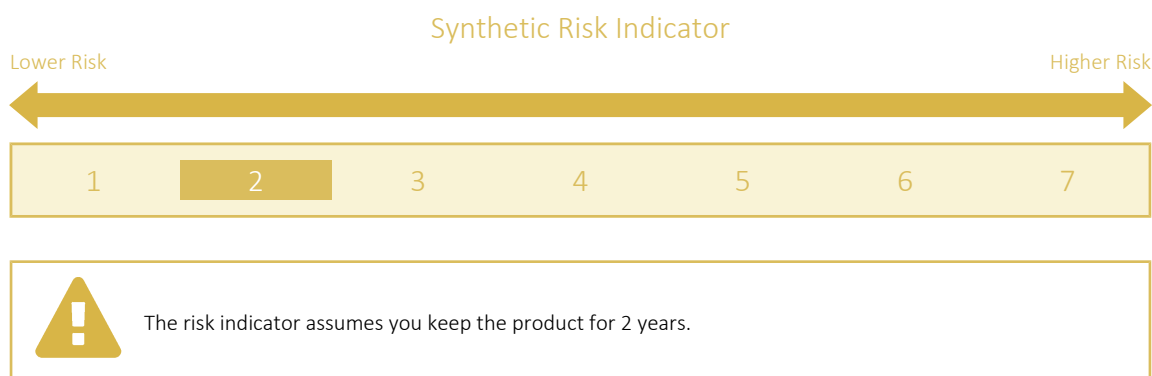 Synthetic Risk Indicator
Lower Risk Higher Risk
1 2 3 4 5 6 7
The risk indicator assumes you keep the product for 2 years.